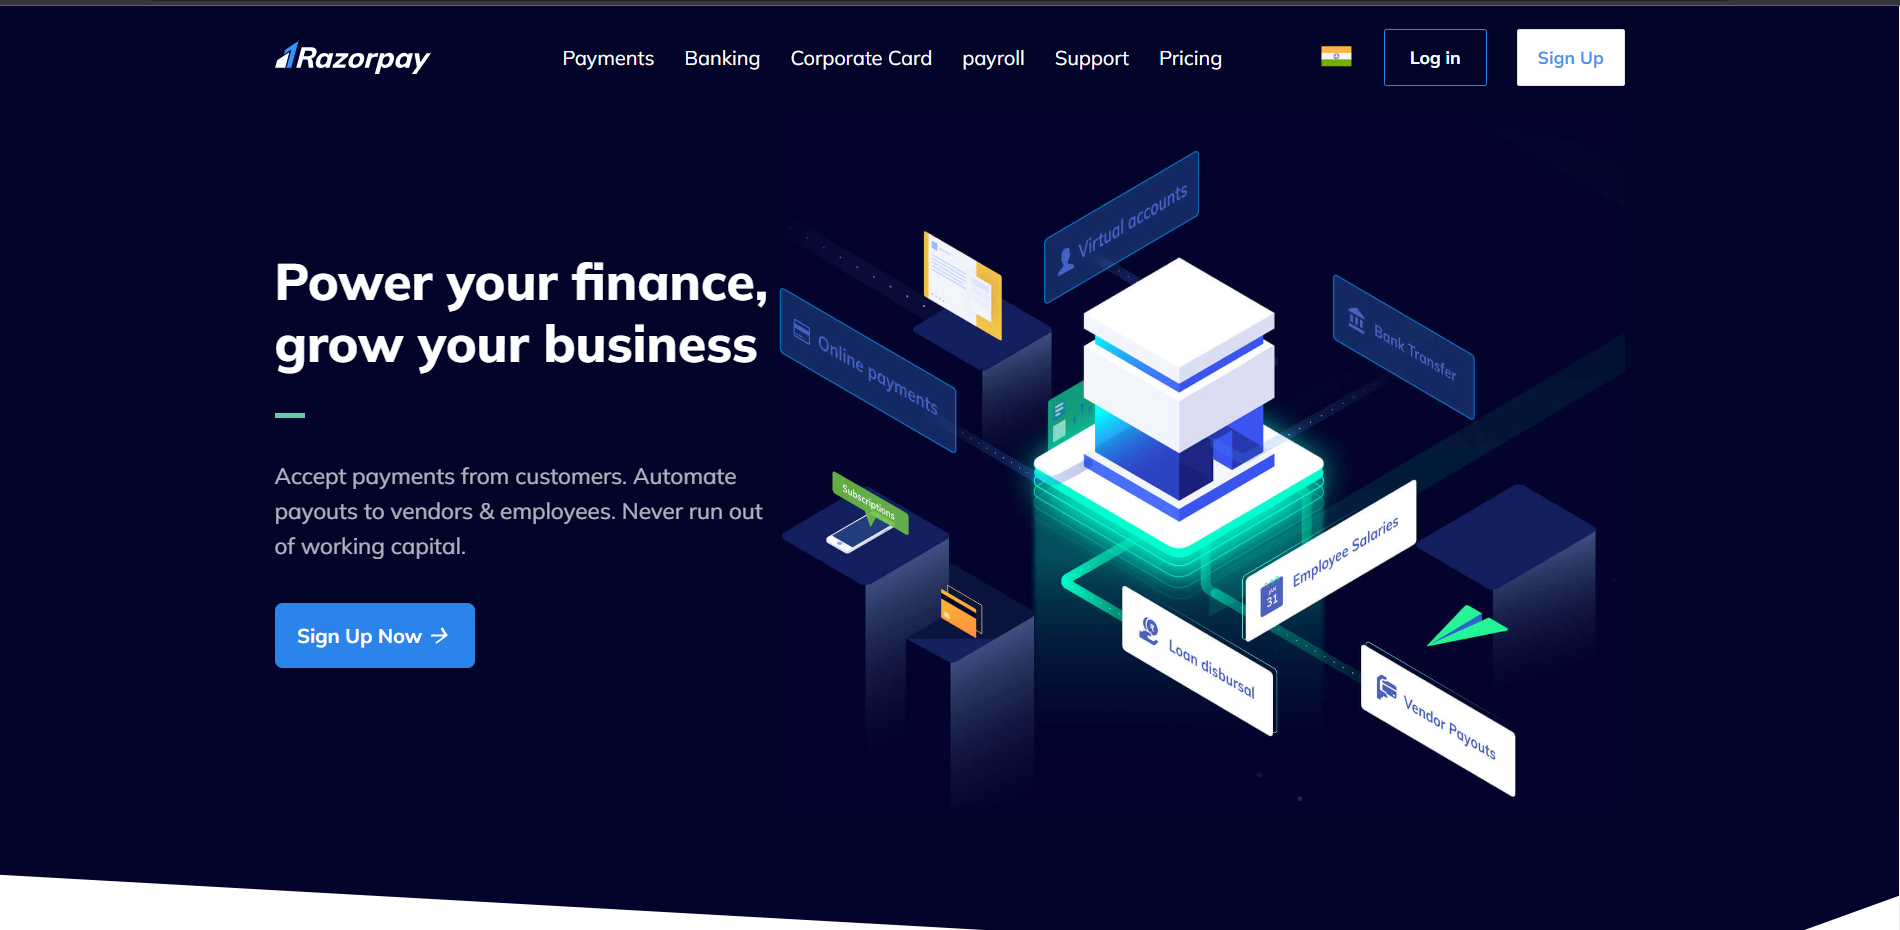 Razorpay
Payments
Banking
Corporate Card
payroll
Support
Pricing
Log in
Sign Up
Power your finance,
grow your business
Accept payments from customers. Automate
payouts to vendors & employees. Never run out
of working capital.
Sign Up Now
Virtual accounts
Online payments
Bank Transfer
Subscriptions
Employee Salaries
JAN
31
Loan disbursal
Vendor Payouts